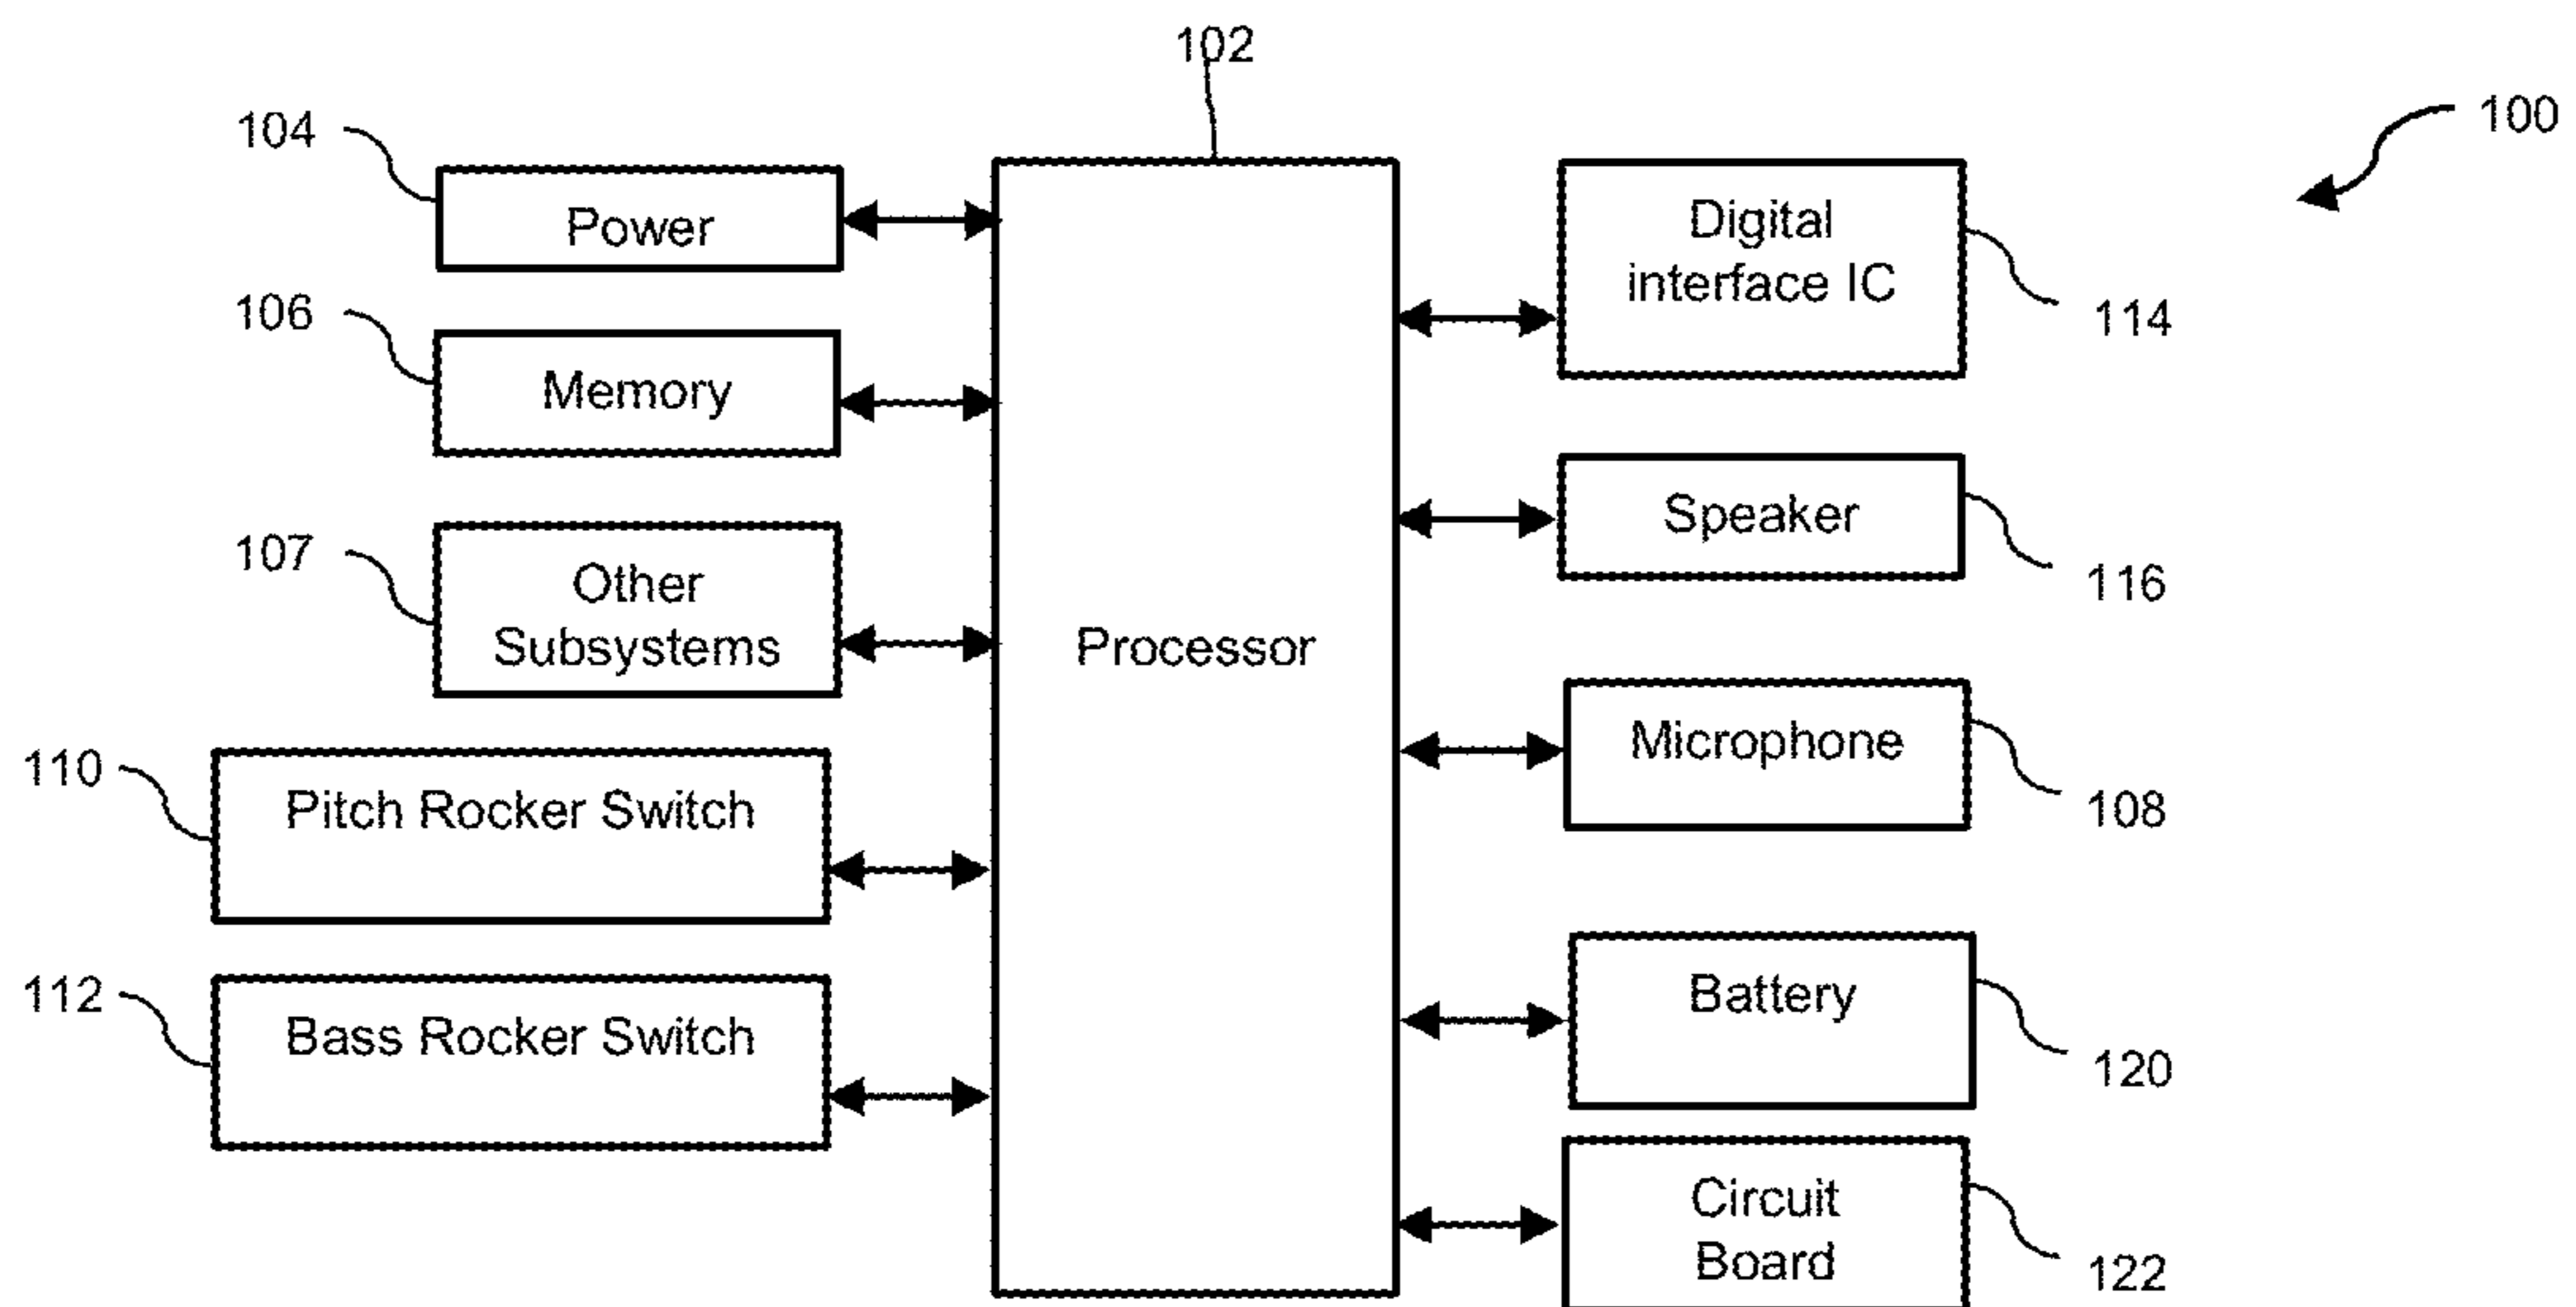 102
100
104
Power
Digital
interface IC
106
114
Memory
Speaker
107
116
Other
Subsystems
Processor
Microphone
110
108
Pitch Rocker Switch
Battery
112
120
Bass Rocker Switch
Circuit
Board
122